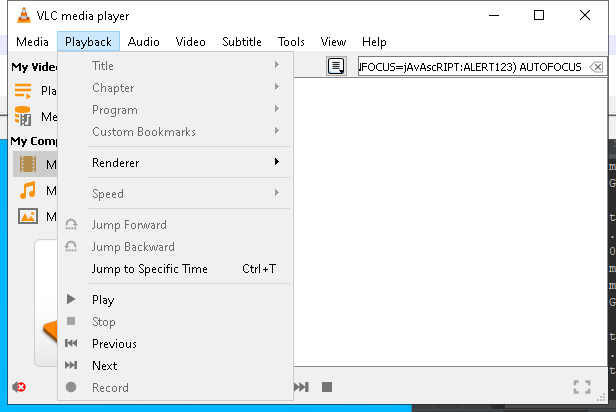 VLC media player
Media Playback Audio Video Subtitle Tools View Help
My Vide
Title
IFOCUS=jAvAscRIPT:ALERT123) AUTOFOCUS
Pla
Chapter
Me
Program
Custom Bookmarks
My Comp
M
Renderer
M
Speed
M
Jump Forward
Jump Backward
Jump to Specific Time Ctrl+T
Play
Stop
Previous
Next
Record